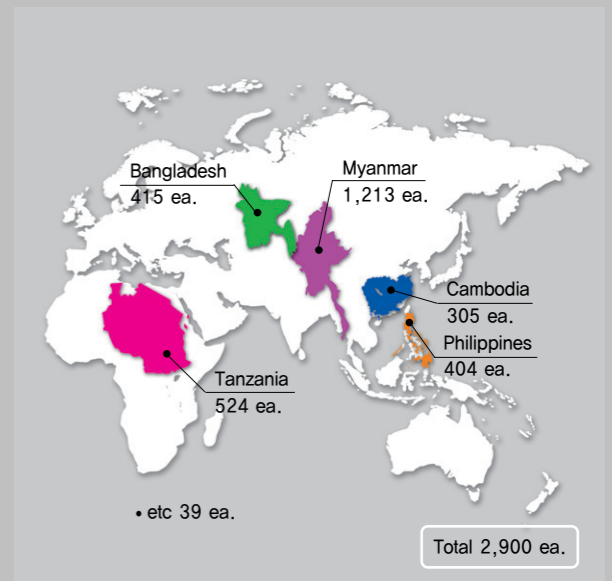 Bangladesh
415 ea.
Myanmar
1,213 ea.
Cambodia
305 ea.
Philippines
404 ea.
Tanzania
524 ea.
• etc 39 ea.
Total 2,900 ea.